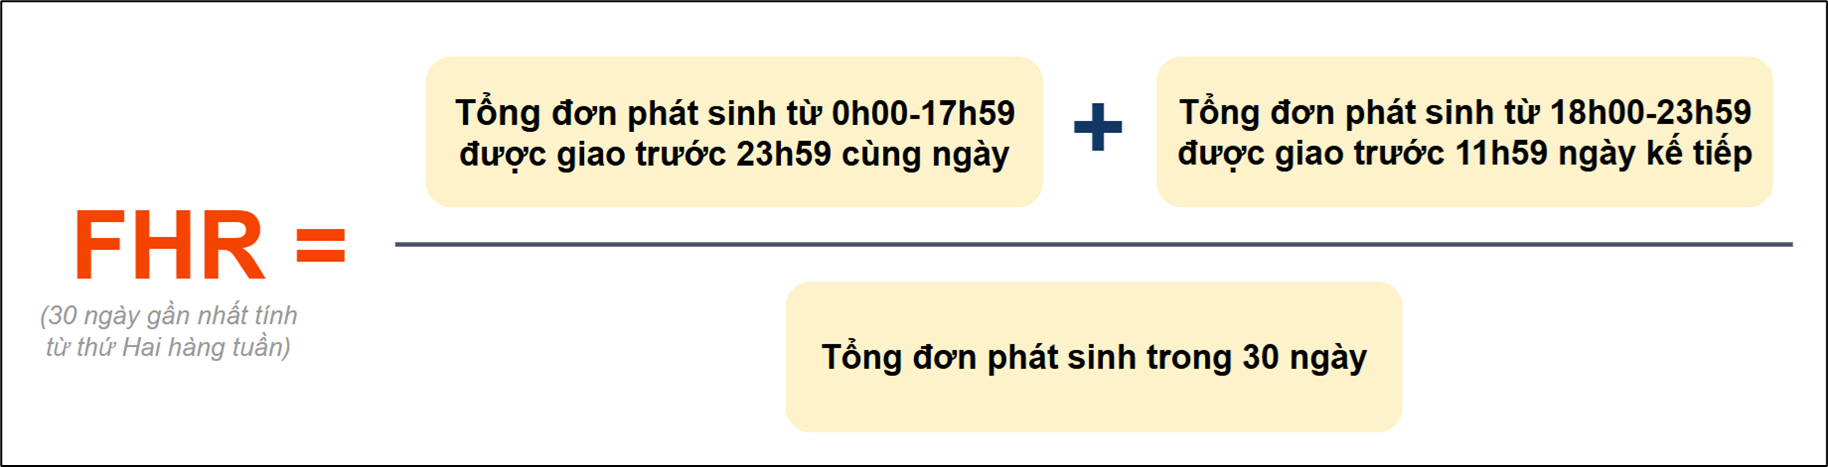 Tổng đơn phát sinh từ 0h00-17h59
được giao trước 23h59 cùng ngày
+
Tổng đơn phát sinh từ 18h00-23h59
được giao trước 11h59 ngày kế tiếp
FHR =
(30 ngày gần nhất tính
từ thứ Hai hàng tuần)
Tổng đơn phát sinh trong 30 ngày